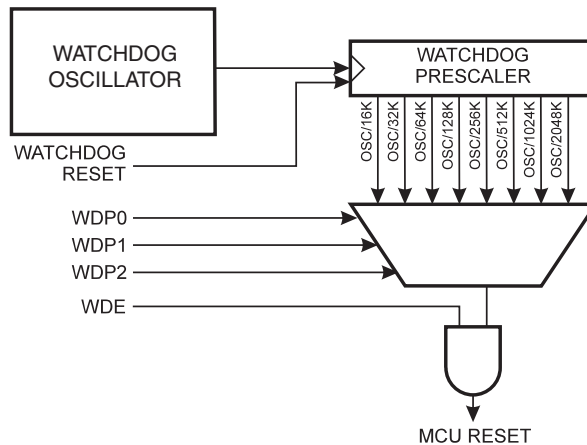 WATCHDOG
OSCILLATOR
WATCHDOG
PRESCALER
WATCHDOG
RESET
OSC/16K
OSC/32K
OSC/64K
OSC/128K
OSC/256K
OSC/512K
OSC/1024K
OSC/2048K
WDP0
WDP1
WDP2
WDE
MCU RESET